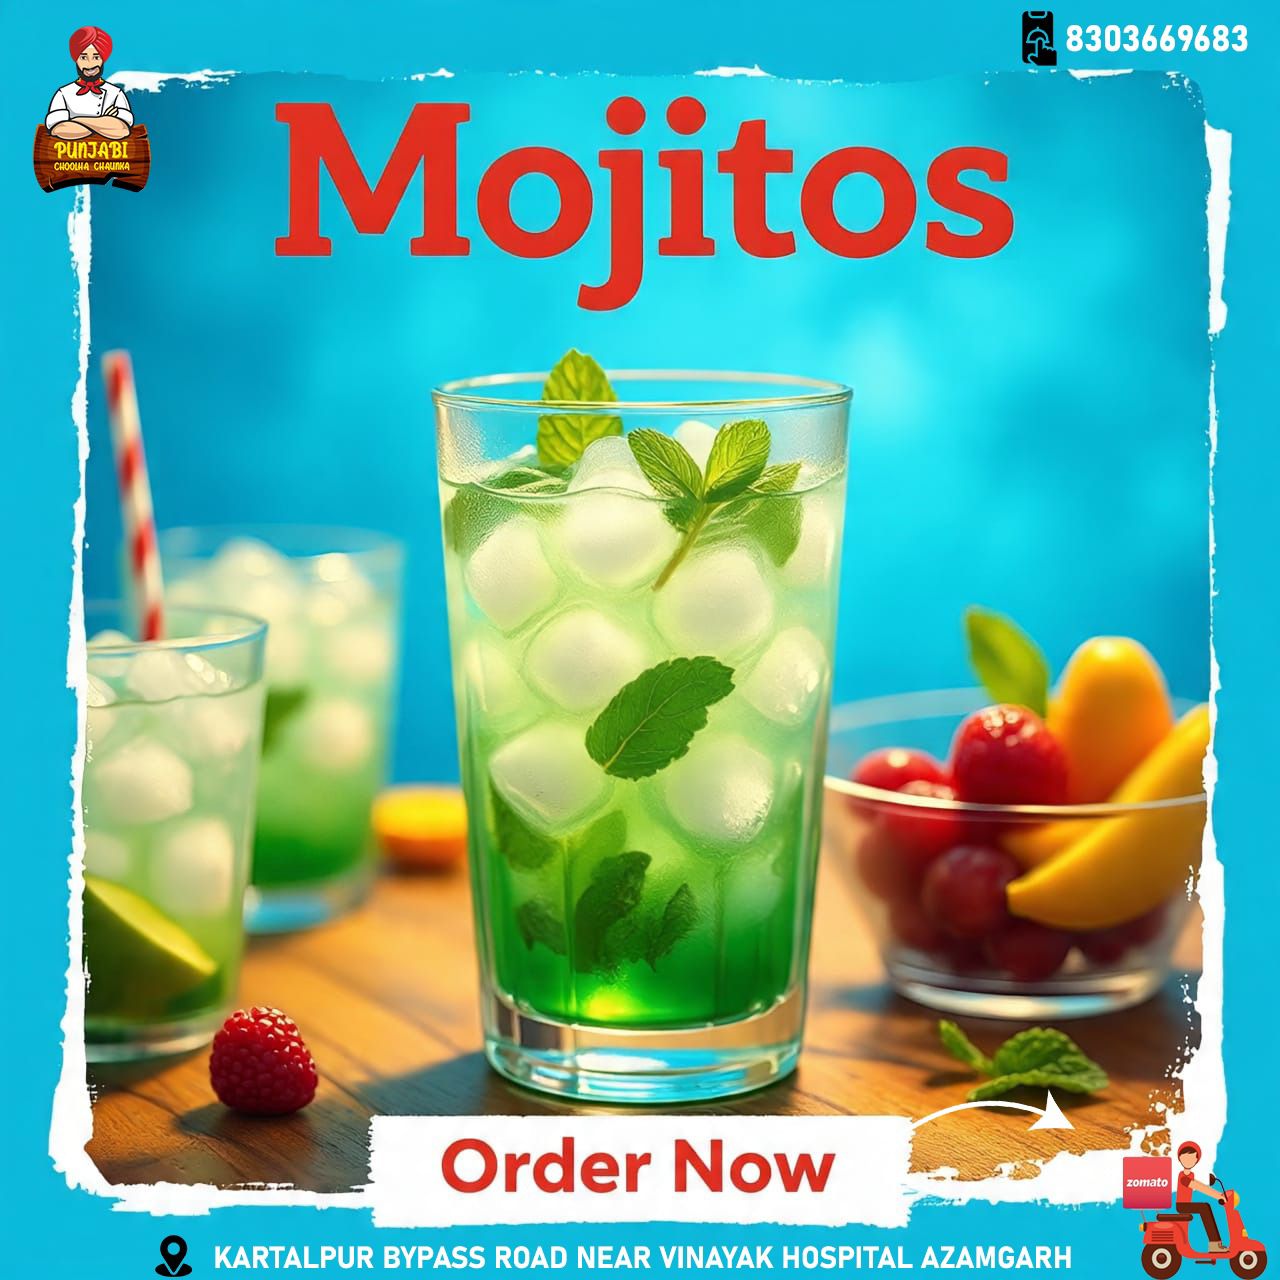 8303669683
PUNJABI
CHOOLHA CHAUNKA
Mojitos
Order Now
zomato
KARTALPUR BYPASS ROAD NEAR VINAYAK HOSPITAL AZAMGARH